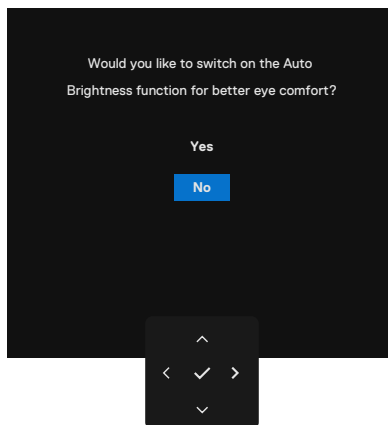 Would you like to switch on the Auto
Brightness function for better eye comfort?
Yes
No